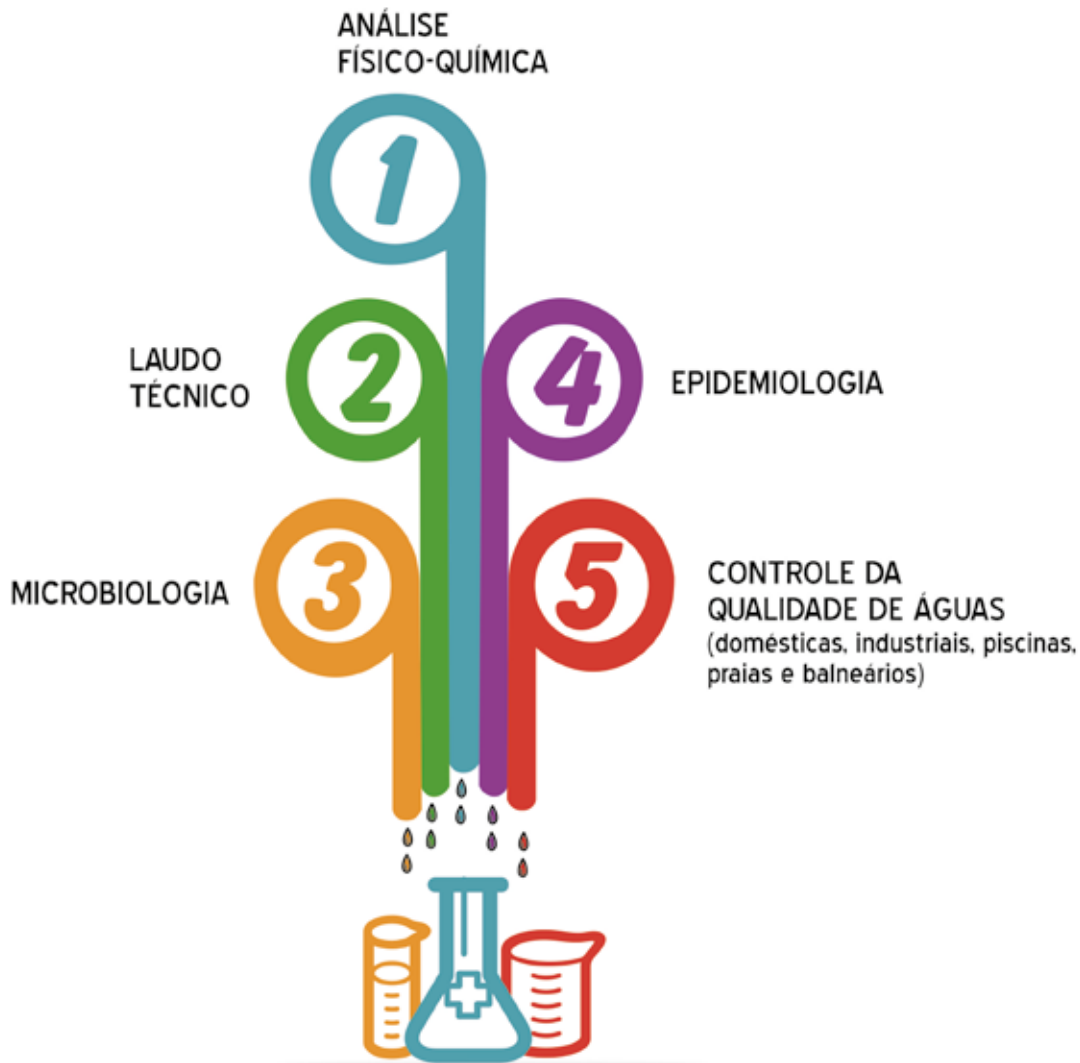 ANÁLISE
FÍSICO-QUÍMICA
1
LAUDO
TÉCNICO
2
MICROBIOLOGIA
3
4
EPIDEMIOLOGIA
5
CONTROLE DA
QUALIDADE DE ÁGUAS
(domésticas, industriais, piscinas,
praias e balneários)